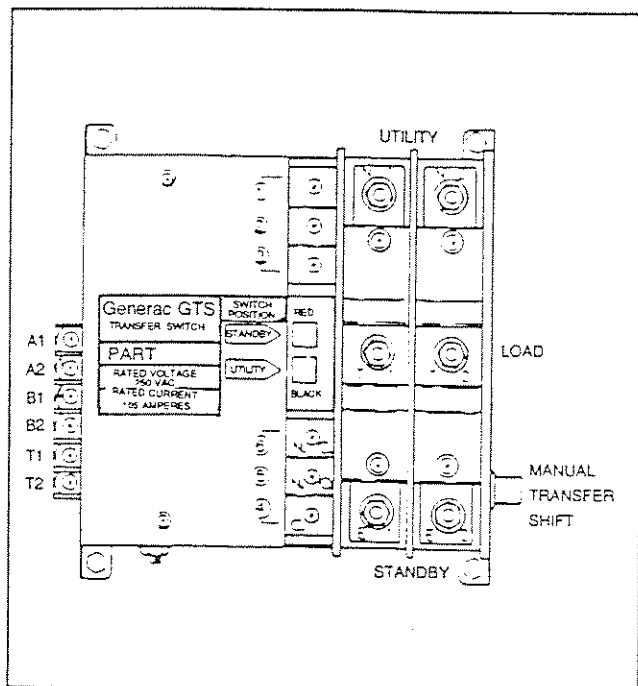 UTILITY
Generac GTS
TRANSFER SWITCH
SWITCH
POSITION
RED
STANDBY
PART
UTILITY
RATED VOLTAGE
250 VAC
RATED CURRENT
AMPERES
BLACK
A1
A2
B1
B2
T1
T2
LOAD
MANUAL
TRANSFER
SHIFT
STANDBY